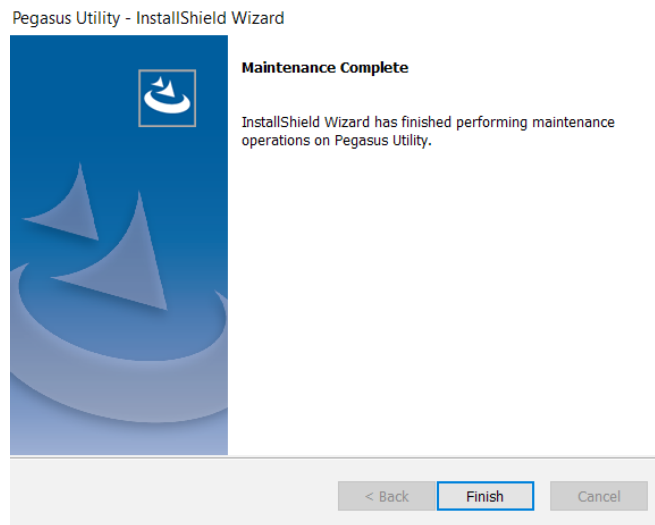 Pegasus Utility - InstallShield Wizard
Maintenance Complete
InstallShield Wizard has finished performing maintenance
operations on Pegasus Utility.
< Back
Finish
Cancel